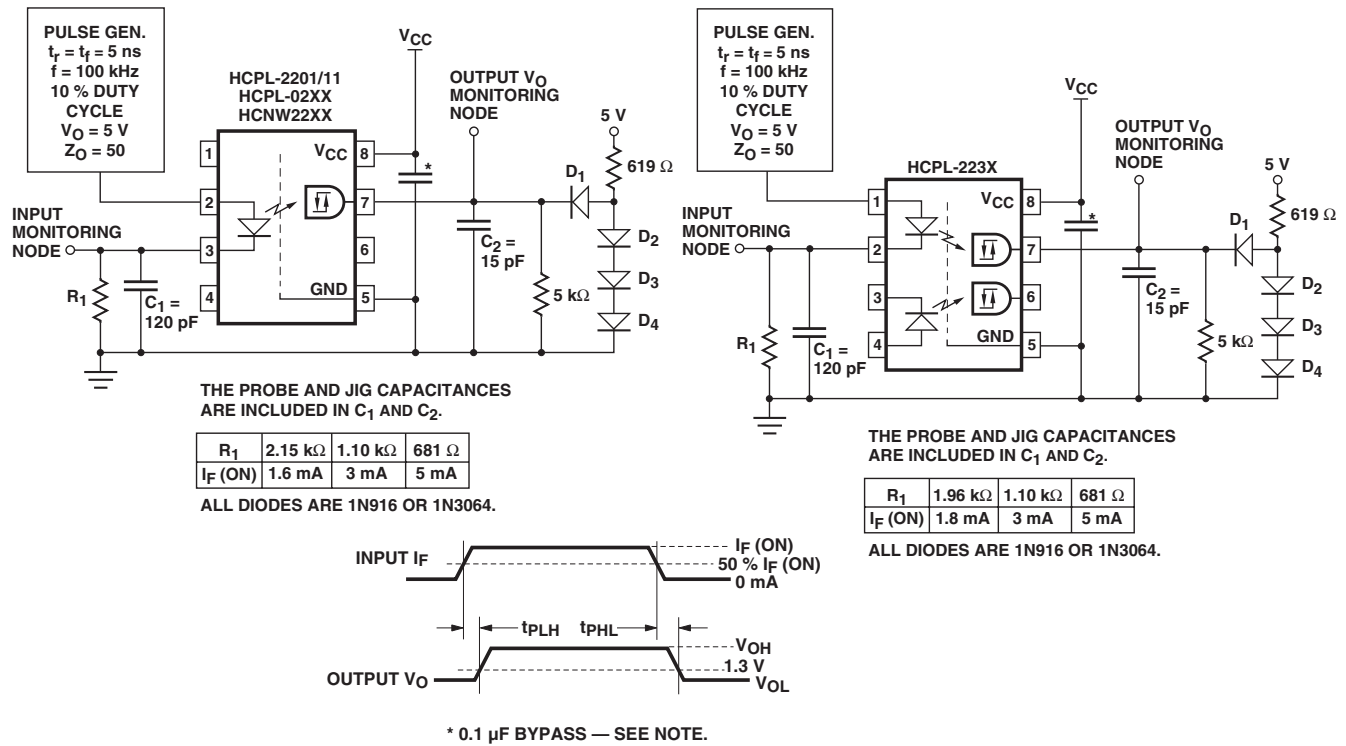 PULSE GEN.
tr = tf = 5 ns
f = 100 kHz
10 % DUTY
CYCLE
VO = 5 V
ZO = 50
HCPL-2201/11
HCPL-02XX
HCNW22XX
VCC
OUTPUT VO
MONITORING
NODE
5 V
619 Ω
D1
1
VCC 8
*
2
7
INPUT
MONITORING
NODE
3
6
C2 =
15 pF
D2
D3
D4
5 kΩ
4
GND 5
R1
C1 =
120 pF
THE PROBE AND JIG CAPACITANCES
ARE INCLUDED IN C1 AND C2.
R1 2.15 kΩ 1.10 kΩ 681 Ω
IF (ON) 1.6 mA 3 mA 5 mA
ALL DIODES ARE 1N916 OR 1N3064.
PULSE GEN.
tr = tf = 5 ns
f = 100 kHz
10 % DUTY
CYCLE
VO = 5 V
ZO = 50
HCPL-223X
VCC
OUTPUT VO
MONITORING
NODE
5 V
619 Ω
D1
1
VCC 8
*
INPUT
MONITORING
NODE
2
7
3
6
C2 =
15 pF
D2
D3
D4
5 kΩ
4
GND 5
R1
C1 =
120 pF
THE PROBE AND JIG CAPACITANCES
ARE INCLUDED IN C1 AND C2.
R1 1.96 kΩ 1.10 kΩ 681 Ω
IF (ON) 1.8 mA 3 mA 5 mA
ALL DIODES ARE 1N916 OR 1N3064.
INPUT IF
IF (ON)
50 % IF (ON)
0 mA
tPLH tPHL
OUTPUT VO
VOH
1.3 V
VOL
* 0.1 µF BYPASS — SEE NOTE.